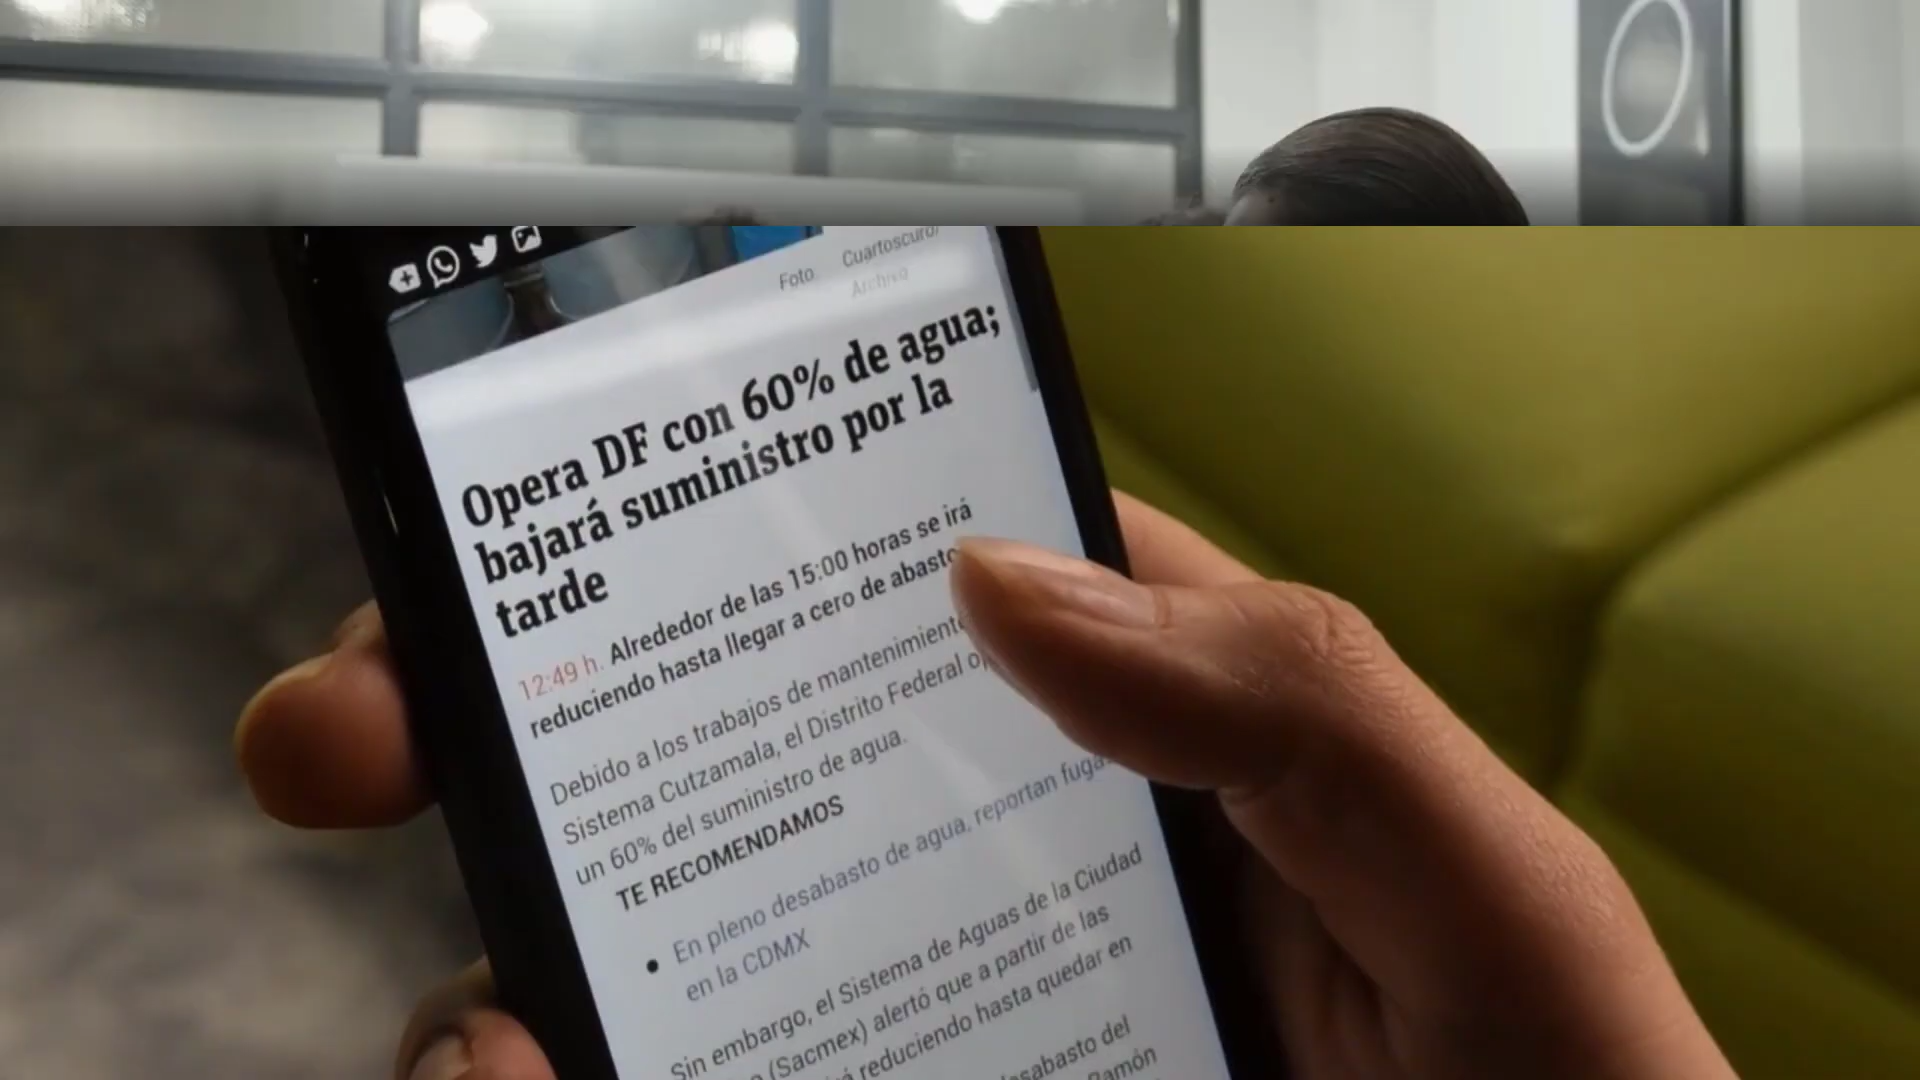 Foto Cuartoscuro/
Archivo
Opera DF con 60% de agua;
bajará suministro por la
tarde
12:49 h. Alrededor de las 15:00 horas se irá
reduciendo hasta llegar a cero de abasto
Debido a los trabajos de mantenimiento
Sistema Cutzamala, el Distrito Federal
un 60% del suministro de agua.
TE RECOMENDAMOS
• En pleno desabasto de agua, reportan
en la CDMX
Sin embargo, el Sistema de Aguas de la Ciudad
(Sacmex) alertó que a partir de las
reduciendo hasta quedar en
desabasto del
Ramón